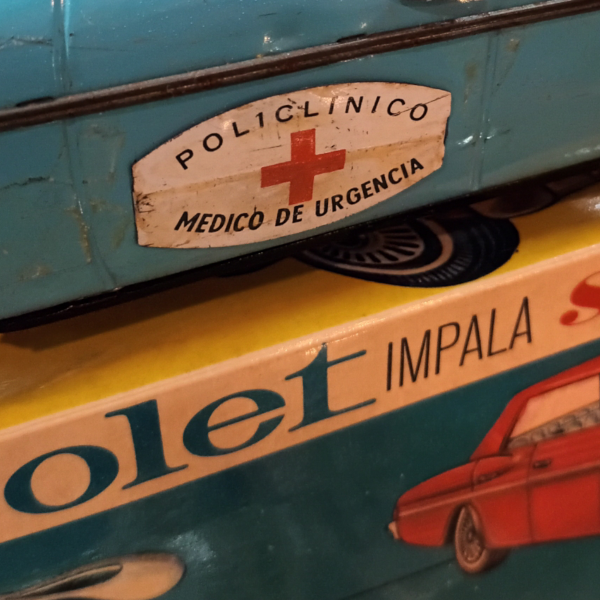 POLICLINICO
MEDICO DE URGENCIA
olet IMPALA S